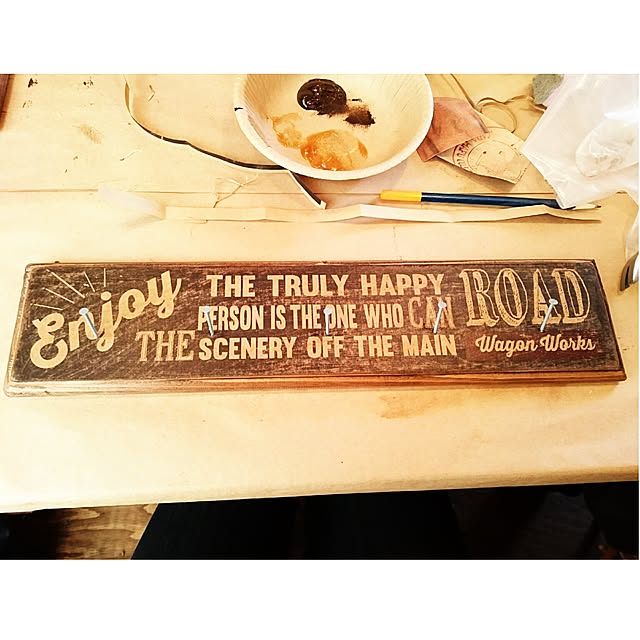 THE TRULY HAPPY
PERSON IS THE ONE WHO CAN
Enjoy
THE SCENERY OFF THE MAIN
ROAD
Wagon Works